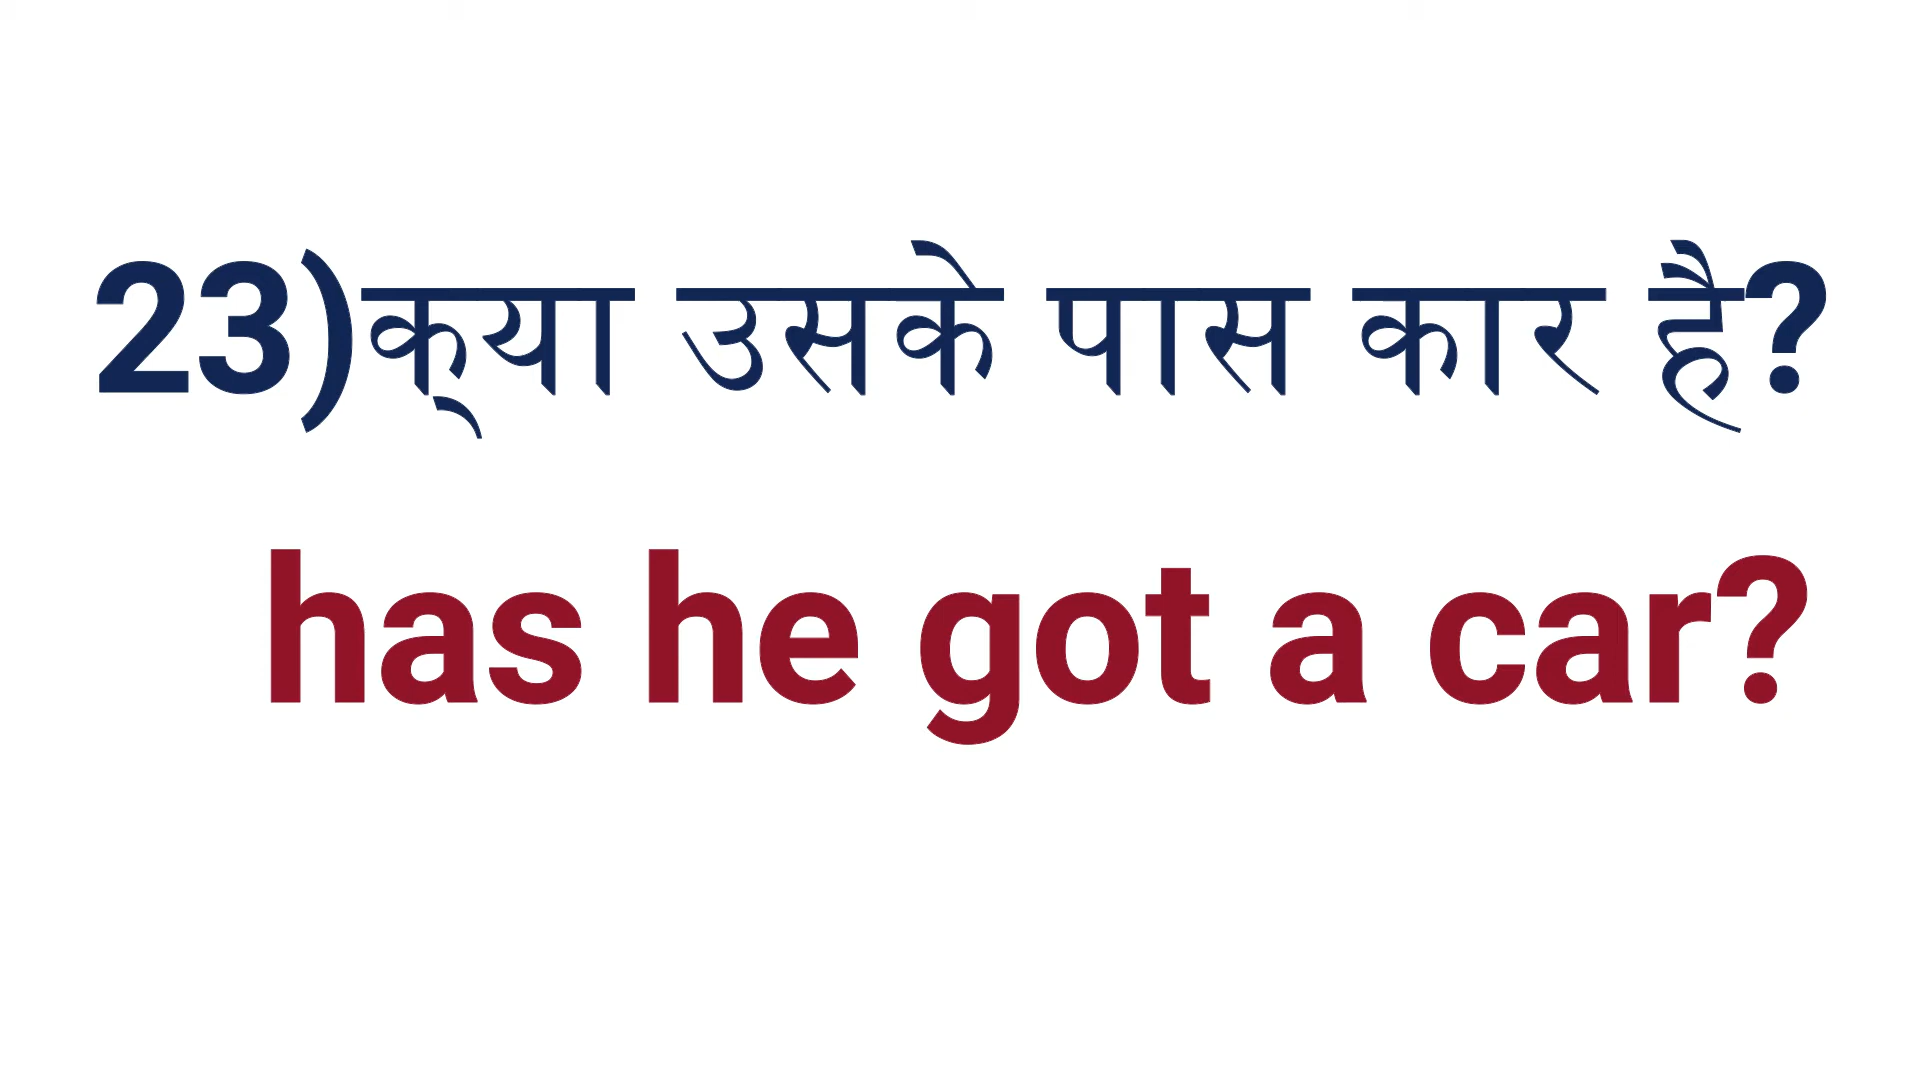 23)क्या उसके पास कार है?
has he got a car?